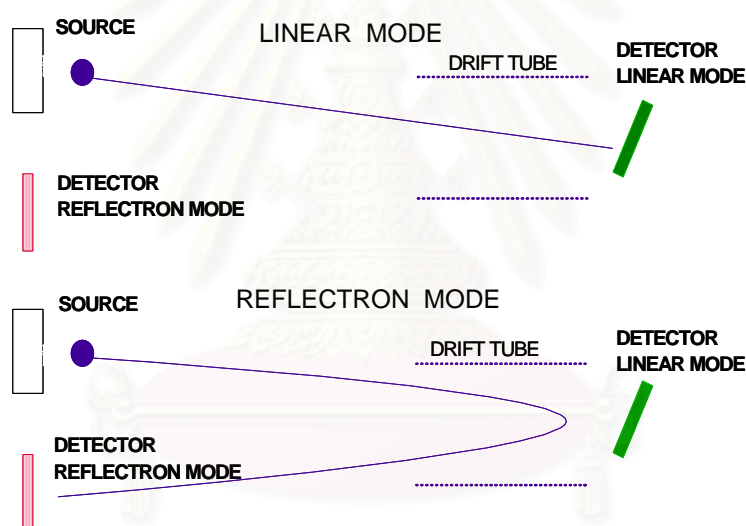 SOURCE
LINEAR MODE
DRIFT TUBE
DETECTOR
LINEAR MODE
DETECTOR
REFLECTRON MODE
SOURCE
REFLECTRON MODE
DRIFT TUBE
DETECTOR
LINEAR MODE
DETECTOR
REFLECTRON MODE